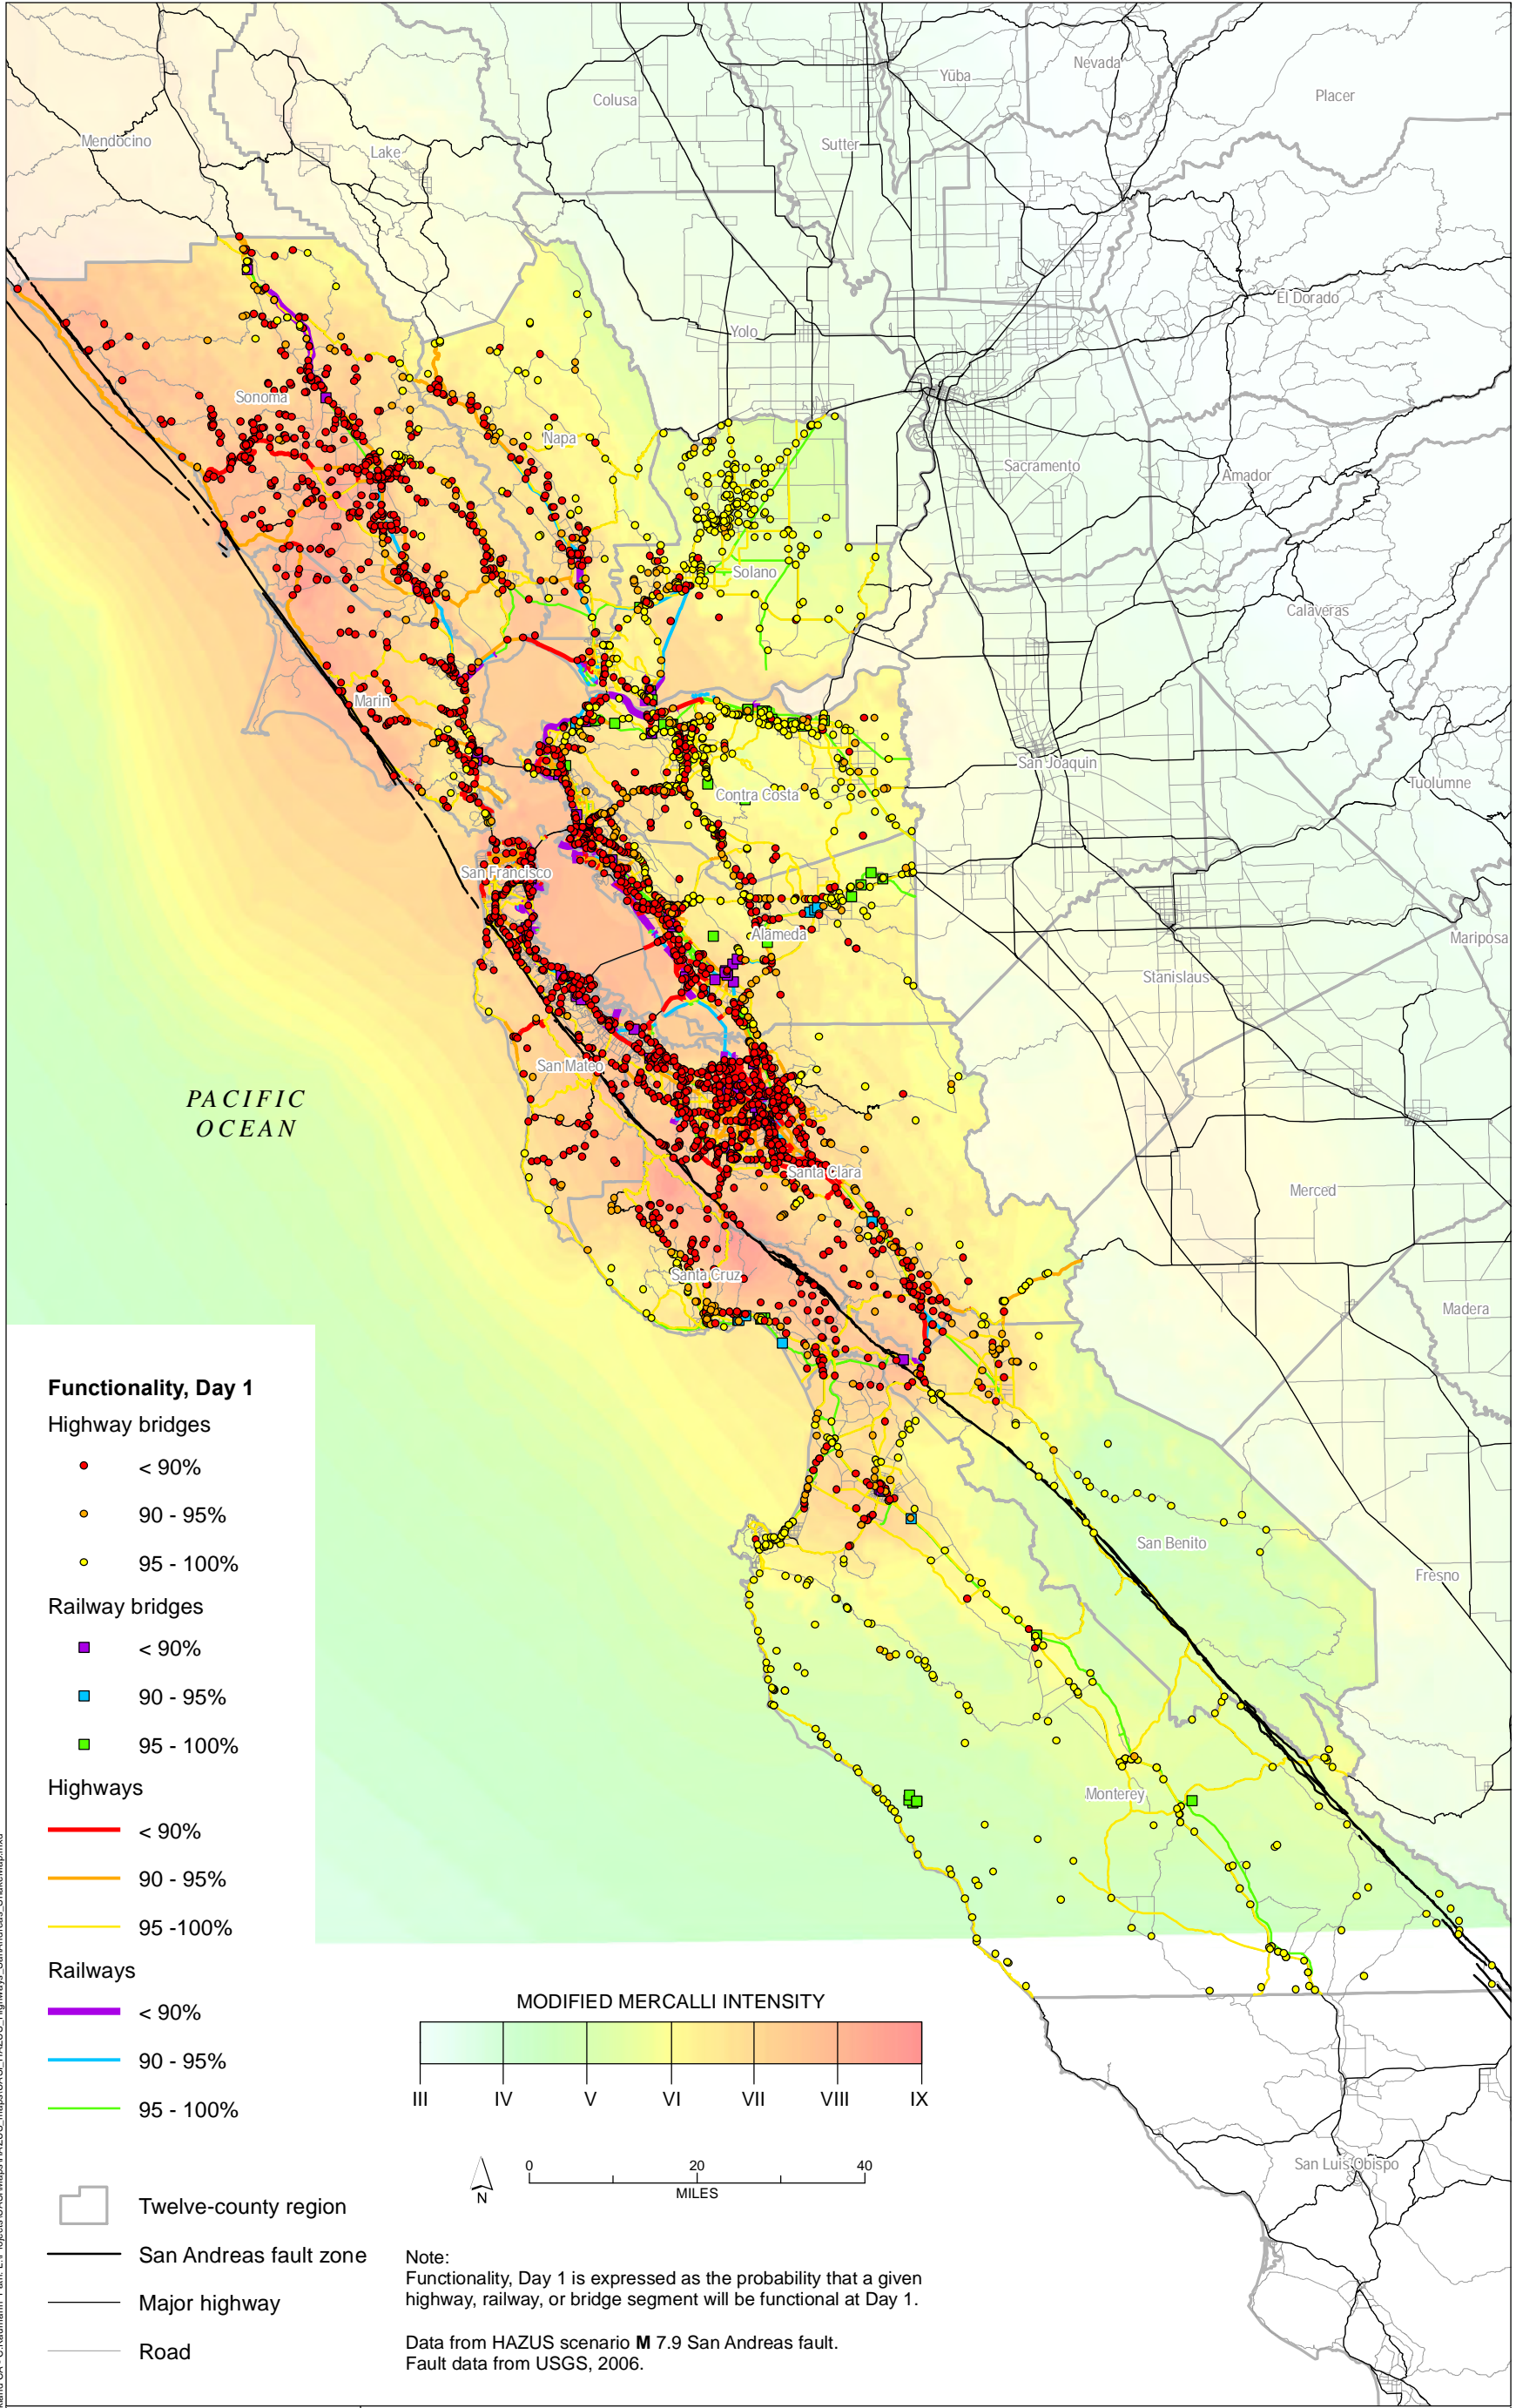 Mendocino
Lake
Colusa
Yuba
Nevada
Placer
Sutter
El Dorado
Yolo
Sonoma
Napa
Sacramento
Amador
Solano
Calaveras
Marin
San Joaquin
Tuolumne
Contra Costa
San Francisco
Alameda
Mariposa
Stanislaus
San Mateo
PACIFIC
OCEAN
Santa Clara
Merced
Santa Cruz
Madera
San Benito
Fresno
Monterey
San Luis Obispo
Functionality, Day 1
Highway bridges
< 90%
90 - 95%
95 - 100%
Railway bridges
< 90%
90 - 95%
95 - 100%
Highways
< 90%
90 - 95%
95 -100%
Railways
< 90%
90 - 95%
95 - 100%
Twelve-county region
San Andreas fault zone
Major highway
Road
MODIFIED MERCALLI INTENSITY
III IV V VI VII VIII IX
0 20 40
MILES
N
Note:
Functionality, Day 1 is expressed as the probability that a given
highway, railway, or bridge segment will be functional at Day 1.
Data from HAZUS scenario M 7.9 San Andreas fault.
Fault data from USGS, 2006.